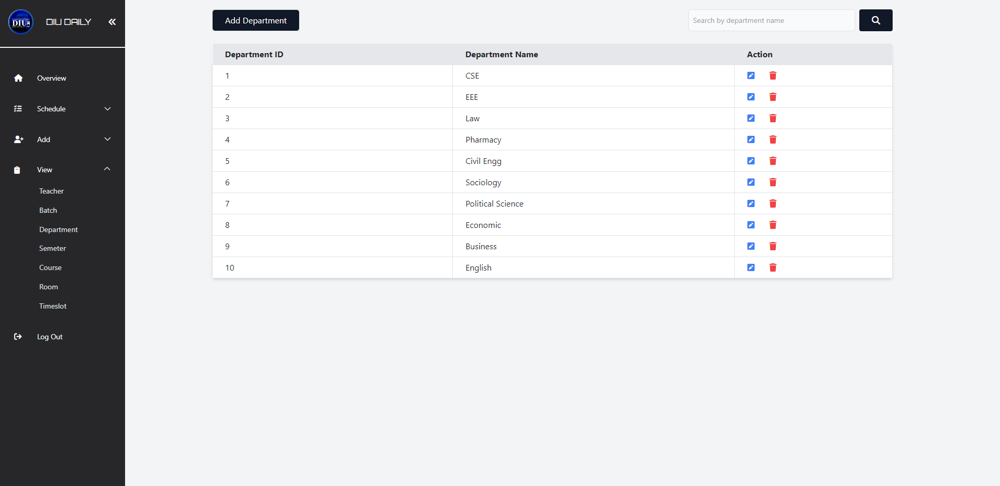 DIU
DIU DAILY
Overview
Schedule
Add
View
Teacher
Batch
Department
Semeter
Course
Room
Timeslot
Log Out
Add Department
Search by department name
Department ID Department Name Action
1 CSE
2 EEE
3 Law
4 Pharmacy
5 Civil Engg
6 Sociology
7 Political Science
8 Economic
9 Business
10 English